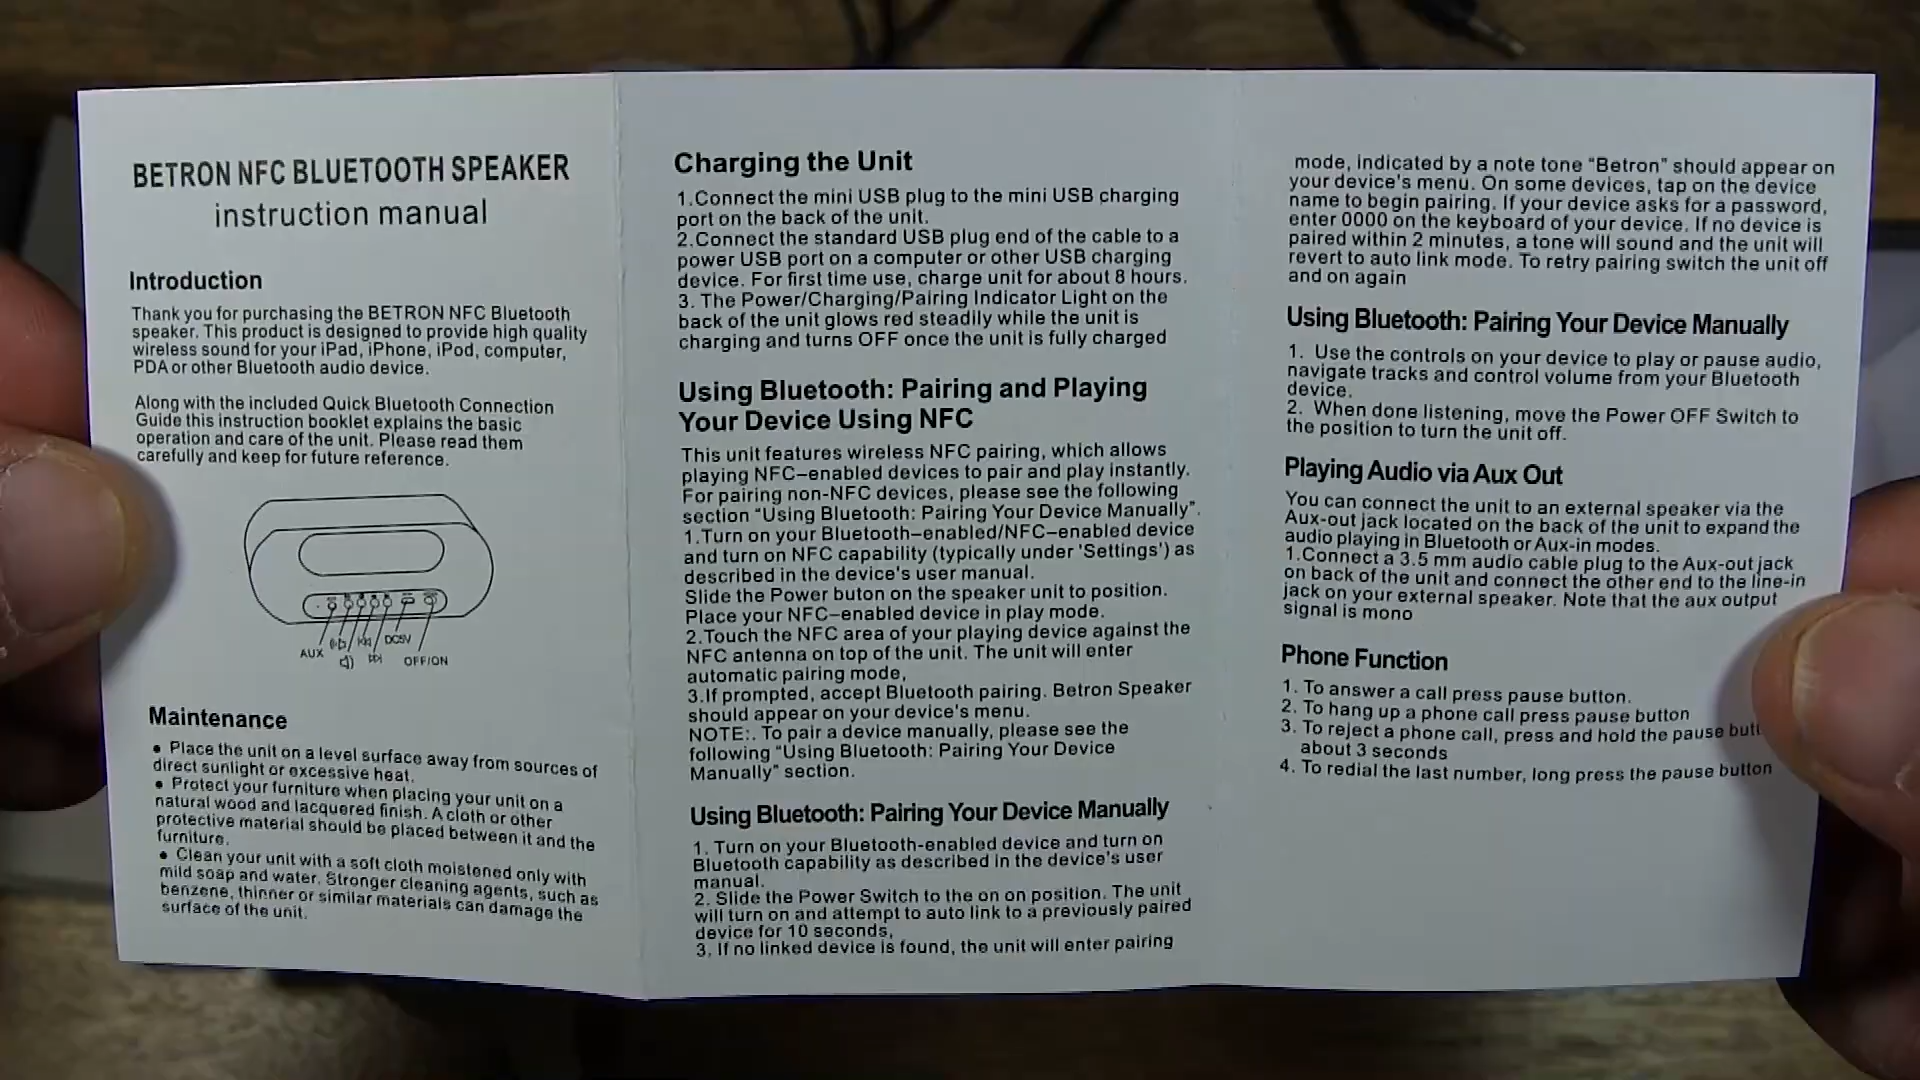 BETRON NFC BLUETOOTH SPEAKER
instruction manual
Introduction
Thank you for purchasing the BETRON NFC Bluetooth
speaker. This product is designed to provide high quality
wireless sound for your iPad, iPhone, iPod, computer,
PDA or other Bluetooth audio device.
Along with the included Quick Bluetooth Connection
Guide this instruction booklet explains the basic
operation and care of the unit. Please read them
carefully and keep for future reference.
AUX
DC5V
OFF/ON
Maintenance
• Place the unit on a level surface away from sources of
direct sunlight or excessive heat.
• Protect your furniture when placing your unit on a
natural wood and lacquered finish. A cloth or other
protective material should be placed between it and the
furniture.
• Clean your unit with a soft cloth moistened only with
mild soap and water. Stronger cleaning agents, such as
benzene, thinner or similar materials can damage the
surface of the unit.
Charging the Unit
1.Connect the mini USB plug to the mini USB charging
port on the back of the unit.
2.Connect the standard USB plug end of the cable to a
power USB port on a computer or other USB charging
device. For first time use, charge unit for about 8 hours.
3. The Power/Charging/Pairing Indicator Light on the
back of the unit glows red steadily while the unit is
charging and turns OFF once the unit is fully charged
Using Bluetooth: Pairing and Playing
Your Device Using NFC
This unit features wireless NFC pairing, which allows
playing NFC-enabled devices to pair and play instantly.
For pairing non-NFC devices, please see the following
section "Using Bluetooth: Pairing Your Device Manually".
1.Turn on your Bluetooth-enabled/NFC-enabled device
and turn on NFC capability (typically under 'Settings') as
described in the device's user manual.
Slide the Power buton on the speaker unit to position.
Place your NFC-enabled device in play mode.
2.Touch the NFC area of your playing device against the
NFC antenna on top of the unit. The unit will enter
automatic pairing mode,
3.If prompted, accept Bluetooth pairing. Betron Speaker
should appear on your device's menu.
NOTE:. To pair a device manually, please see the
following "Using Bluetooth: Pairing Your Device
Manually" section.
Using Bluetooth: Pairing Your Device Manually
1. Turn on your Bluetooth-enabled device and turn on
Bluetooth capability as described in the device's user
manual.
2. Slide the Power Switch to the on on position. The unit
will turn on and attempt to auto link to a previously paired
device for 10 seconds,
3. If no linked device is found, the unit will enter pairing
mode, indicated by a note tone "Betron" should appear on
your device's menu. On some devices, tap on the device
name to begin pairing. If your device asks for a password,
enter 0000 on the keyboard of your device. If no device is
paired within 2 minutes, a tone will sound and the unit will
revert to auto link mode. To retry pairing switch the unit off
and on again
Using Bluetooth: Pairing Your Device Manually
1. Use the controls on your device to play or pause audio,
navigate tracks and control volume from your Bluetooth
device.
2. When done listening, move the Power OFF Switch to
the position to turn the unit off.
Playing Audio via Aux Out
You can connect the unit to an external speaker via the
Aux-out jack located on the back of the unit to expand the
audio playing in Bluetooth or Aux-in modes.
1.Connect a 3.5 mm audio cable plug to the Aux-out jack
on back of the unit and connect the other end to the line-in
jack on your external speaker. Note that the aux output
signal is mono
Phone Function
1. To answer a call press pause button.
2. To hang up a phone call press pause button
3. To reject a phone call, press and hold the pause
about 3 seconds
4. To redial the last number, long press the pause button